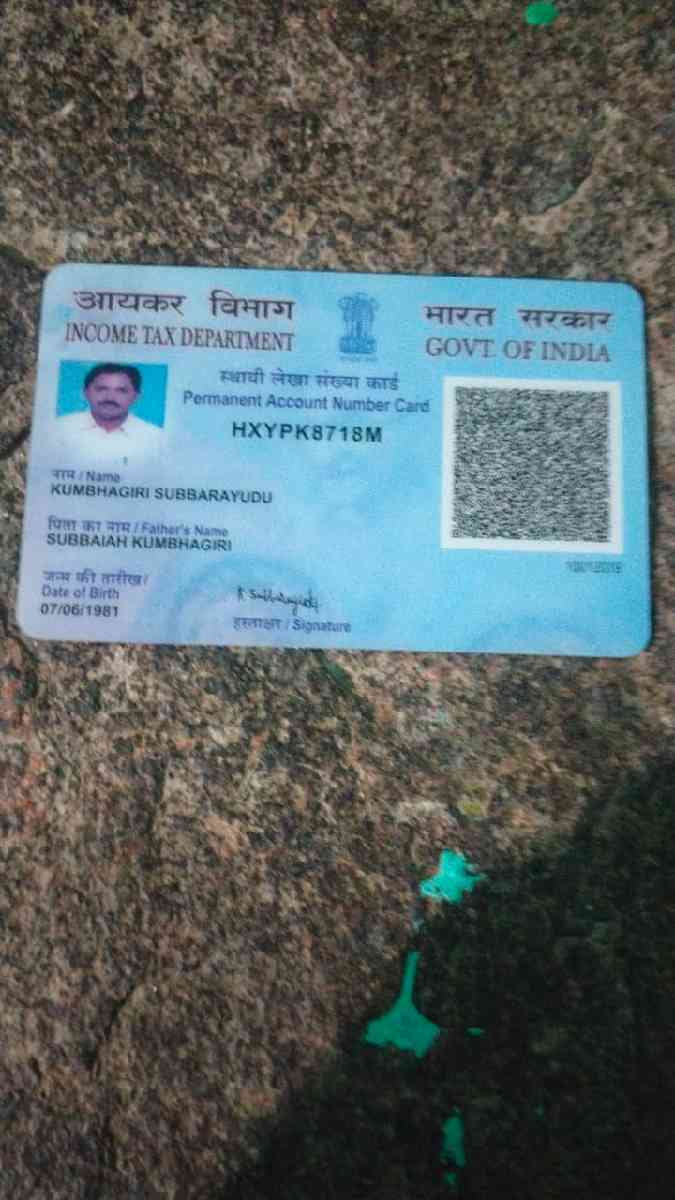 आयकर विभाग
INCOME TAX DEPARTMENT
भारत सरकार
GOVT. OF INDIA
स्थायी लेखा संख्या कार्ड
Permanent Account Number Card
HXYPK8718M
नाम / Name
KUMBHAGIRI SUBBARAYUDU
पिता का नाम / Father's Name
SUBBAIAH KUMBHAGIRI
जन्म की तारीख/
Date of Birth
07/06/1981
K Subbarayudu
हस्ताक्षर / Signature